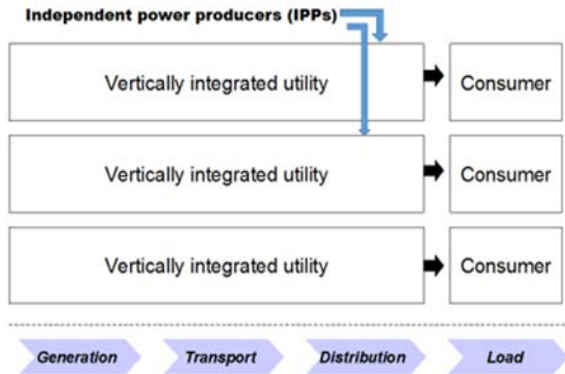 Independent power producers (IPPs)
Vertically integrated utility
Consumer
Vertically integrated utility
Consumer
Vertically integrated utility
Consumer
Generation
Transport
Distribution
Load